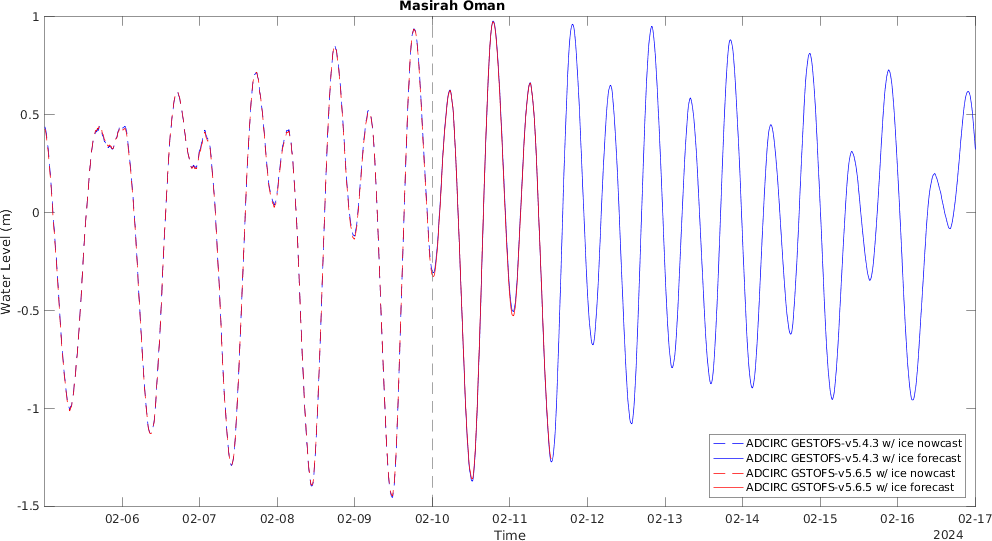 Masirah Oman
1
0.5
0
-0.5
-1
-1.5
Water Level (m)
ADCIRC GESTOFS-v5.4.3 w/ ice nowcast
ADCIRC GESTOFS-v5.4.3 w/ ice forecast
ADCIRC GSTOFS-v5.6.5 w/ ice nowcast
ADCIRC GSTOFS-v5.6.5 w/ ice forecast
02-06 02-07 02-08 02-09 02-10 02-11 02-12 02-13 02-14 02-15 02-16 02-17
Time
2024